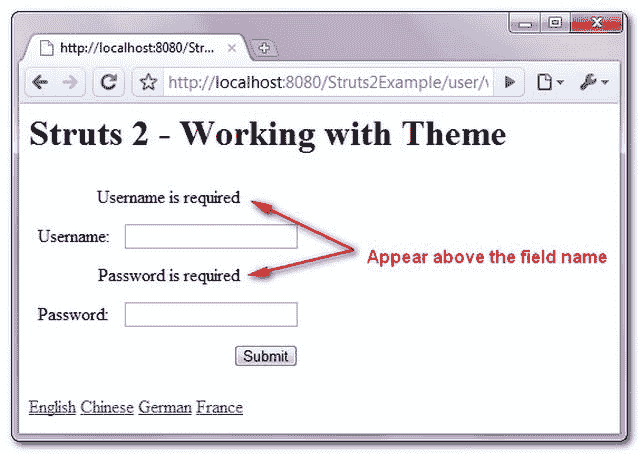 http://localhost:8080/Str...
http://localhost:8080/Struts2Example/user/
Struts 2 - Working with Theme
Username is required
Username:
Appear above the field name
Password is required
Password:
Submit
English Chinese German France